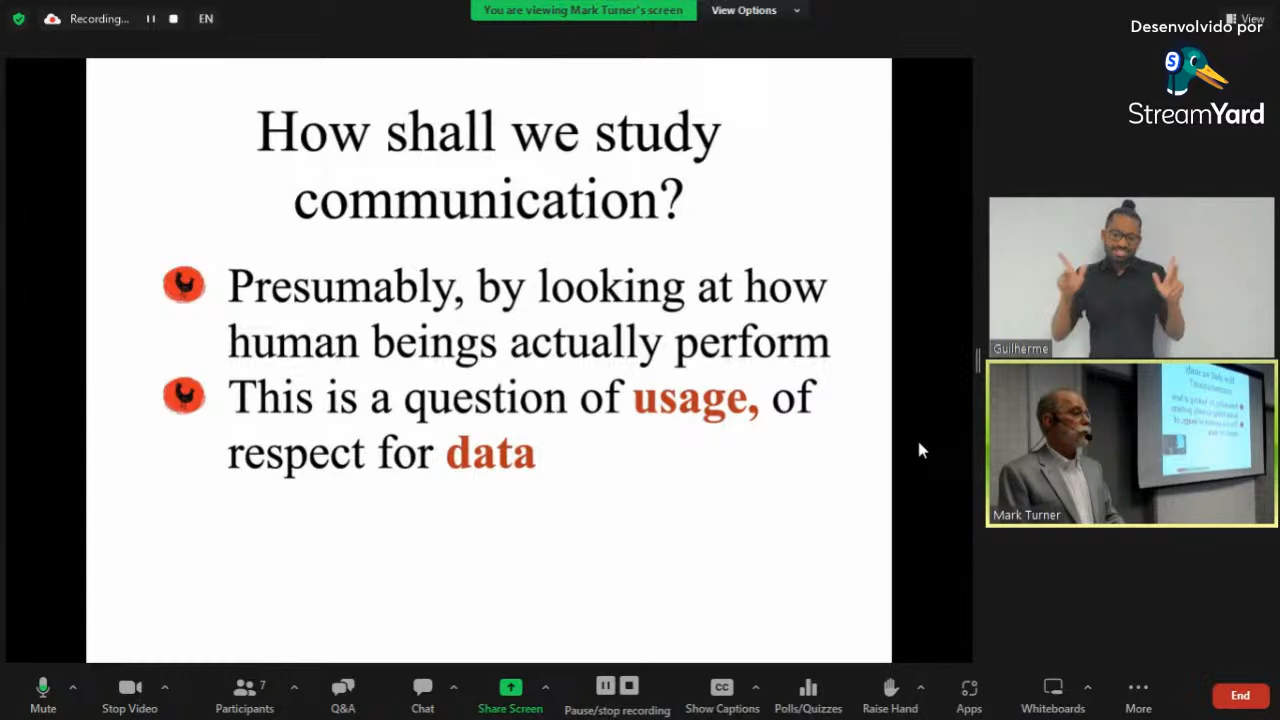 Recording...
EN
You are viewing Mark Turner's screen
View Options
View
Desenvolvido por
S
StreamYard
How shall we study
communication?
Presumably, by looking at how
human beings actually perform
This is a question of usage, of
respect for data
Guilherme
Mark Turner
Mute
Stop Video
7
Participants
Q&A
Chat
Share Screen
Pause/stop recording
CC
Show Captions
Polls/Quizzes
Raise Hand
Apps
Whiteboards
More
End